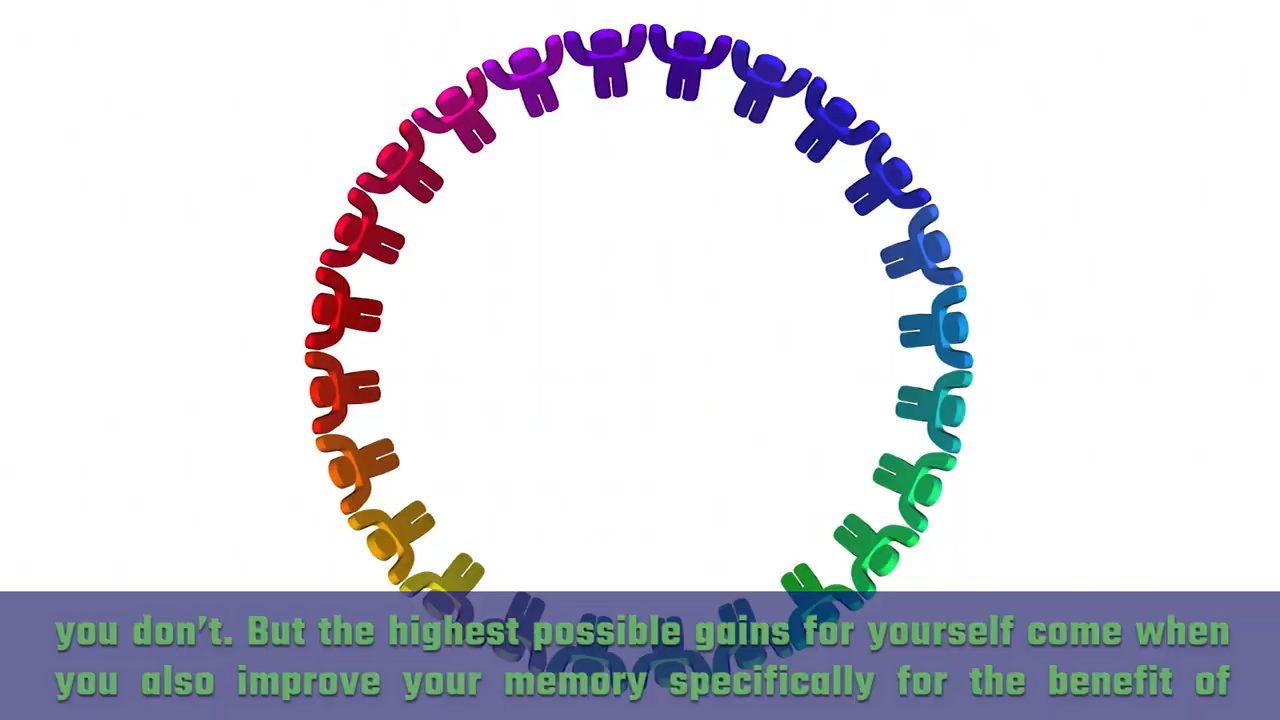 you don't. But the highest possible gains for yourself come when
you also improve your memory specifically for the benefit of